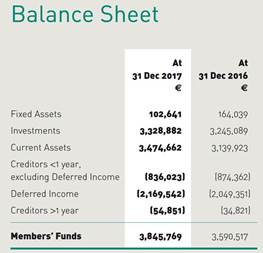 Balance Sheet
At At
31 Dec 2017 31 Dec 2016
€ €
Fixed Assets 102,641 164,039
Investments 3,328,882 3,245,089
Current Assets 3,474,662 3,139,923
Creditors <1 year,
excluding Deferred Income (836,023) (874,362)
Deferred Income (2,169,542) (2,049,351)
Creditors >1 year (54,851) (34,821)
Members' Funds 3,845,769 3,590,517